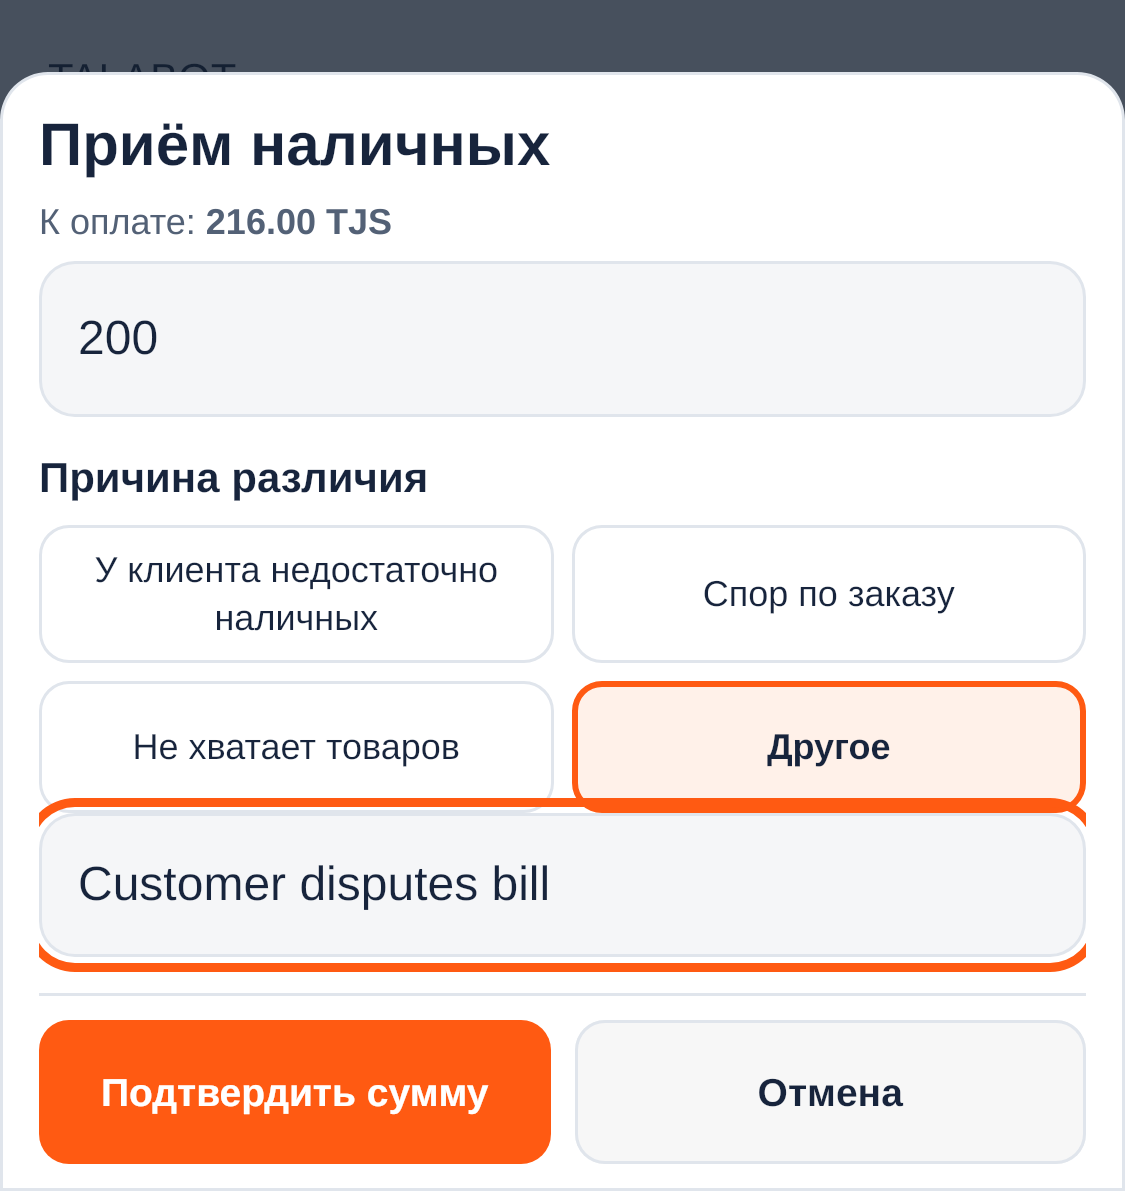 Приём наличных
К оплате: 216.00 TJS
200
Причина различия
У клиента недостаточно
наличных
Спор по заказу
Не хватает товаров
Другое
Customer disputes bill
Подтвердить сумму
Отмена